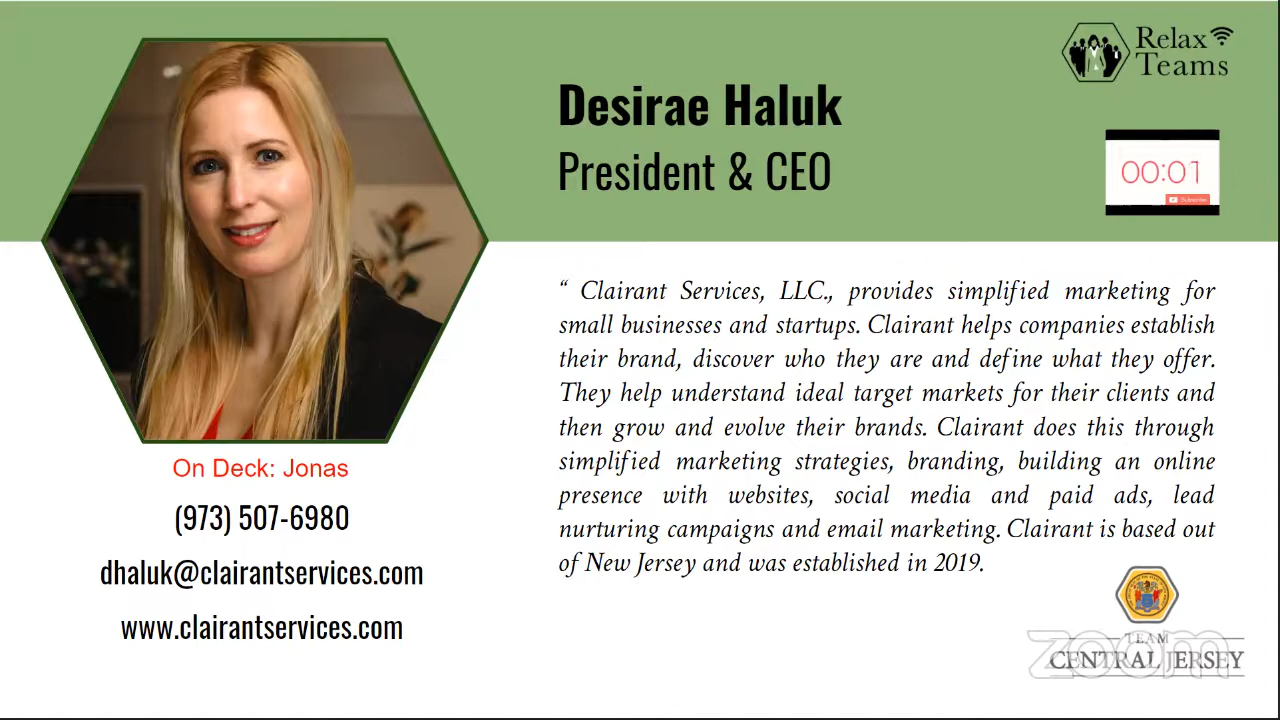 Relax
Teams
Desirae Haluk
President & CEO
00:01
Subscribe
“ Clairant Services, LLC., provides simplified marketing for
small businesses and startups. Clairant helps companies establish
their brand, discover who they are and define what they offer.
They help understand ideal target markets for their clients and
then grow and evolve their brands. Clairant does this through
simplified marketing strategies, branding, building an online
presence with websites, social media and paid ads, lead
nurturing campaigns and email marketing. Clairant is based out
of New Jersey and was established in 2019.
On Deck: Jonas
(973) 507-6980
dhaluk@clairantservices.com
www.clairantservices.com
TEAM
CENTRAL JERSEY
zoom